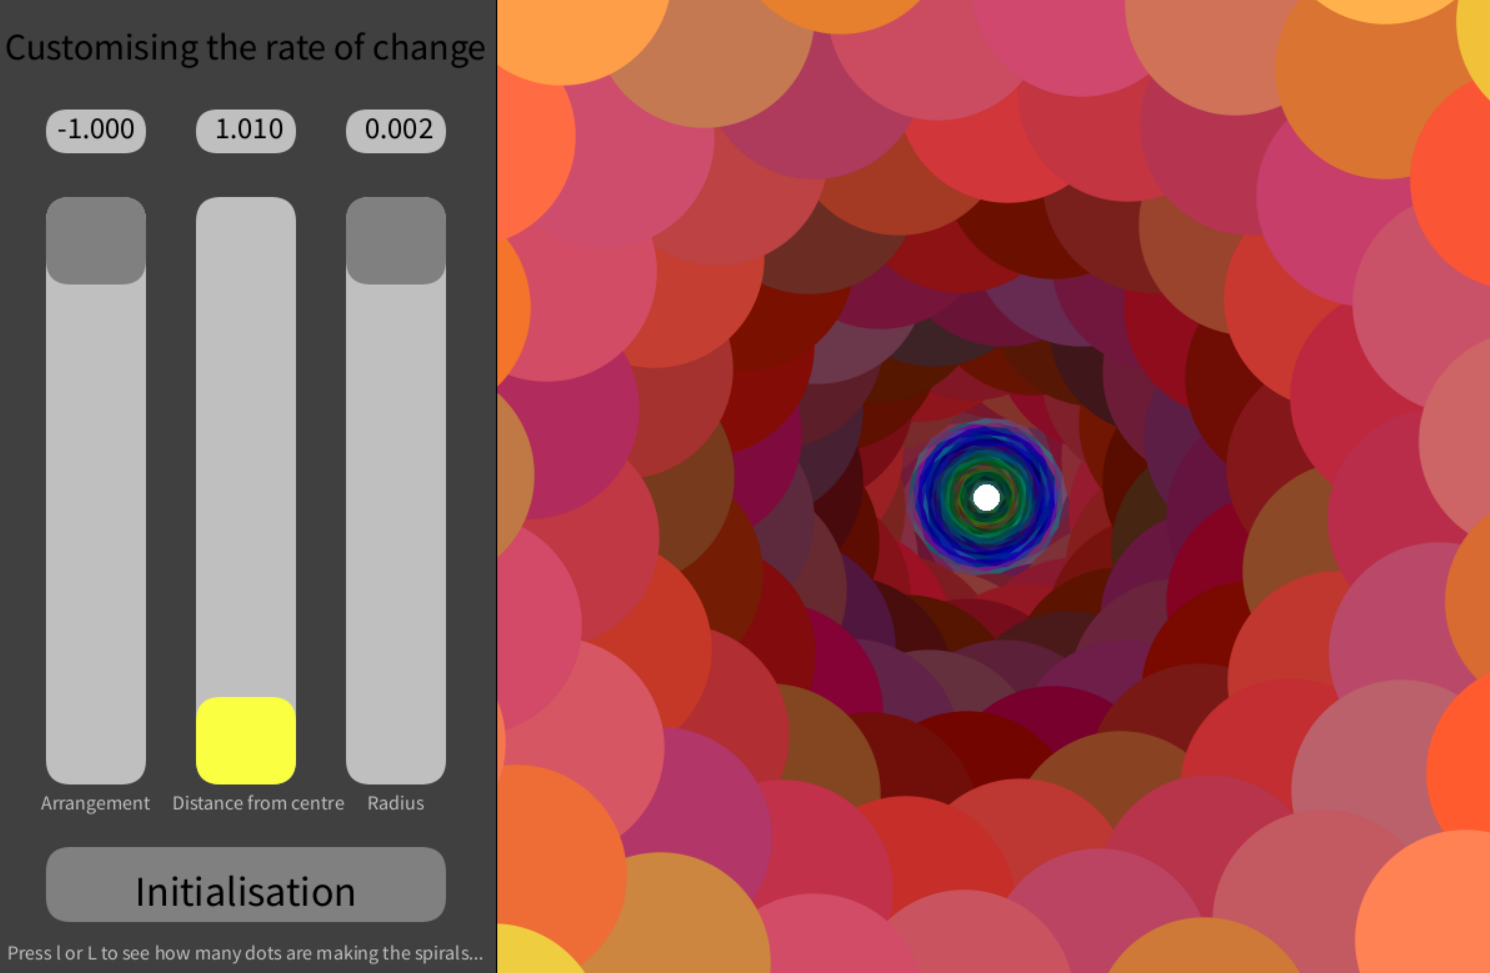 Customising the rate of change
-1.000 1.010 0.002
Arrangement Distance from centre Radius
Initialisation
Press l or L to see how many dots are making the spirals...